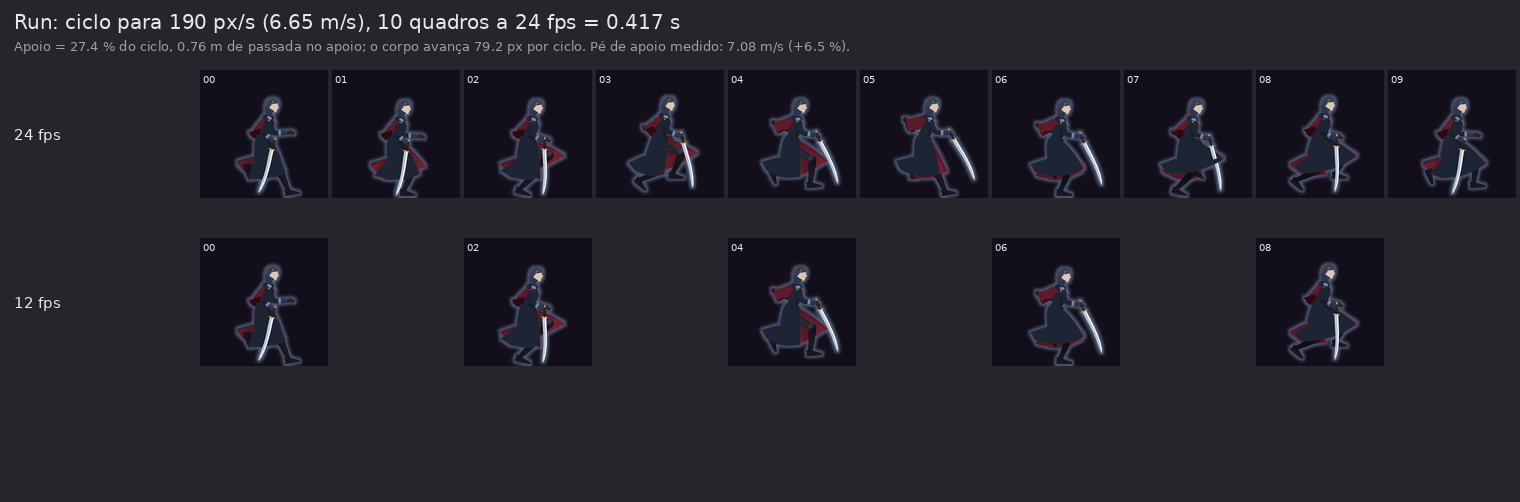 Run: ciclo para 190 px/s (6.65 m/s), 10 quadros a 24 fps = 0.417 s
Apoio = 27.4 % do ciclo, 0.76 m de passada no apoio; o corpo avança 79.2 px por ciclo. Pé de apoio medido: 7.08 m/s (+6.5 %).
00 01 02 03 04 05 06 07 08 09
24 fps
00 02 04 06 08
12 fps